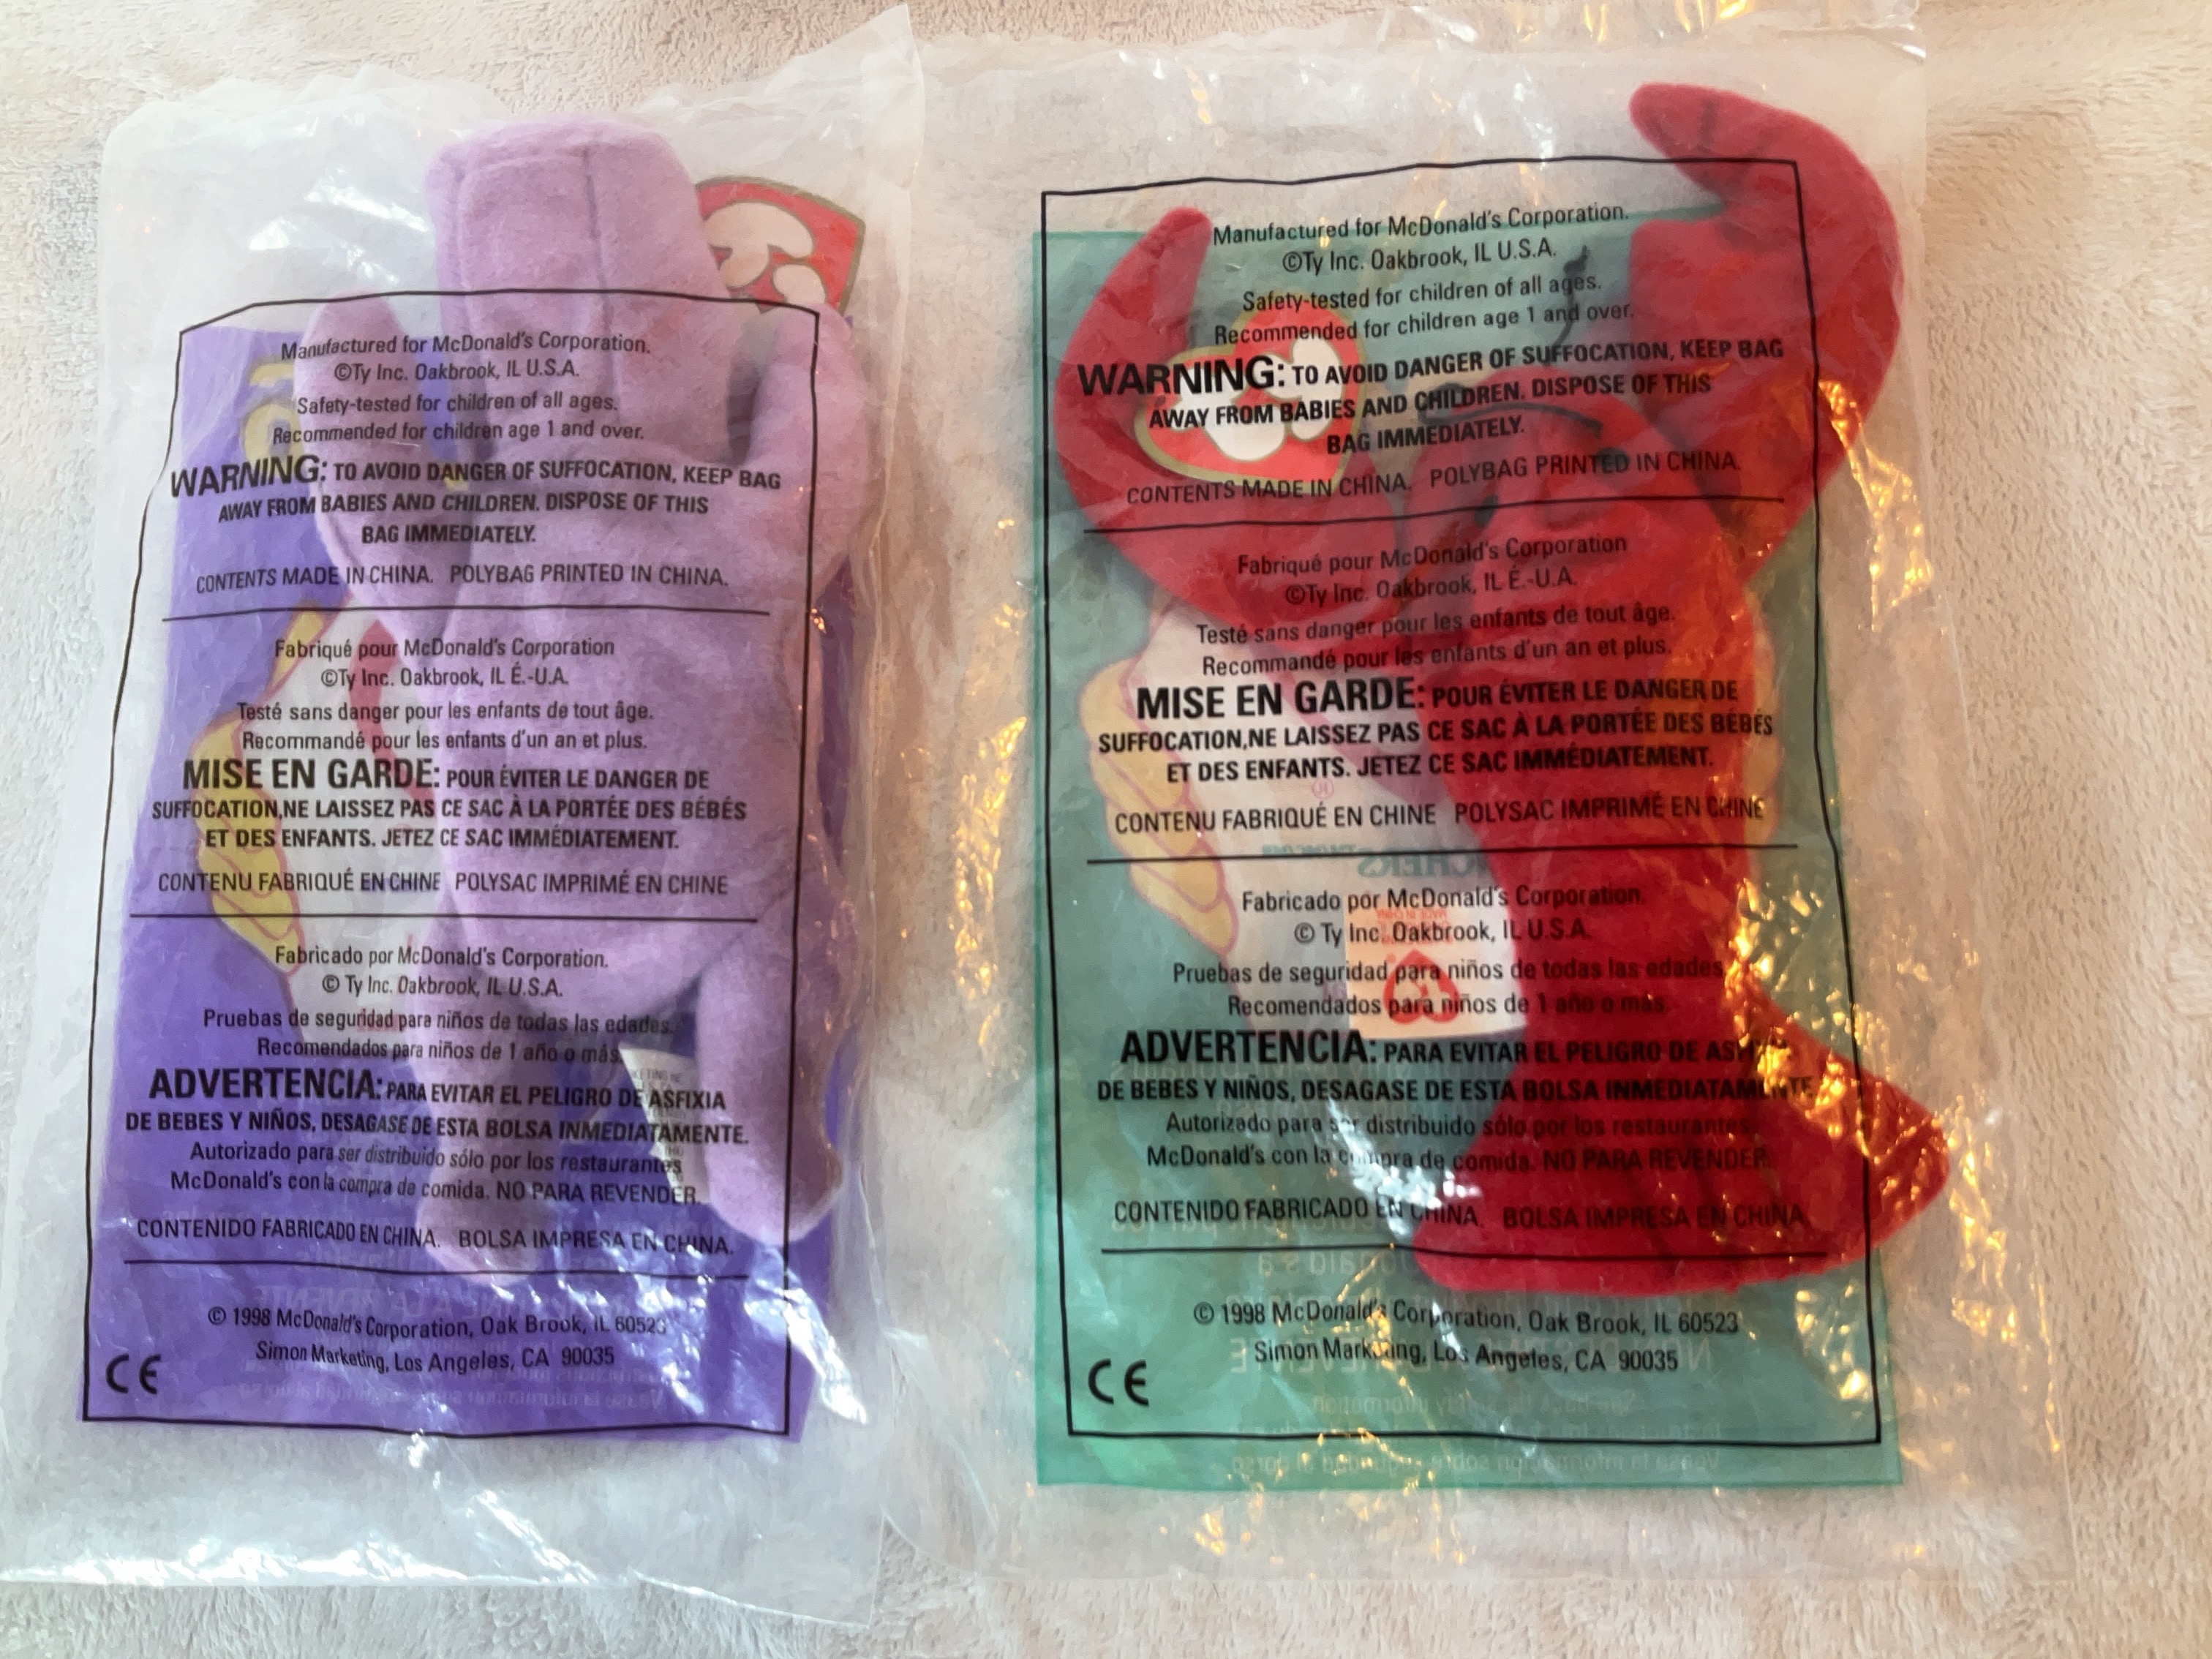 Manufactured for McDonald's Corporation.
©Ty Inc. Oakbrook, IL U.S.A.
Safety-tested for children of all ages.
Recommended for children age 1 and over.
WARNING: TO AVOID DANGER OF SUFFOCATION, KEEP BAG
AWAY FROM BABIES AND CHILDREN. DISPOSE OF THIS
BAG IMMEDIATELY.
CONTENTS MADE IN CHINA. POLYBAG PRINTED IN CHINA.
Fabriqué pour McDonald's Corporation
©Ty Inc. Oakbrook, IL É.-U.A.
Testé sans danger pour les enfants de tout âge.
Recommandé pour les enfants d'un an et plus.
MISE EN GARDE: POUR ÉVITER LE DANGER DE
SUFFOCATION,NE LAISSEZ PAS CE SAC À LA PORTÉE DES BÉBÉS
ET DES ENFANTS. JETEZ CE SAC IMMÉDIATEMENT.
CONTENU FABRIQUÉ EN CHINE POLYSAC IMPRIMÉ EN CHINE
Fabricado por McDonald's Corporation.
© Ty Inc. Oakbrook, IL U.S.A.
Pruebas de seguridad para niños de todas las edades.
Recomendados para niños de 1 año o más.
ADVERTENCIA: PARA EVITAR EL PELIGRO DE ASFIXIA
DE BEBES Y NIÑOS, DESAGASE DE ESTA BOLSA INMEDIATAMENTE.
Autorizado para ser distribuido sólo por los restaurantes
McDonald's con la compra de comida. NO PARA REVENDER.
CONTENIDO FABRICADO EN CHINA. BOLSA IMPRESA EN CHINA.
© 1998 McDonald's Corporation, Oak Brook, IL 60523
Simon Marketing, Los Angeles, CA 90035
CE
Manufactured for McDonald's Corporation.
©Ty Inc. Oakbrook, IL U.S.A.
Safety-tested for children of all ages.
Recommended for children age 1 and over.
WARNING: TO AVOID DANGER OF SUFFOCATION, KEEP BAG
AWAY FROM BABIES AND CHILDREN. DISPOSE OF THIS
BAG IMMEDIATELY.
CONTENTS MADE IN CHINA. POLYBAG PRINTED IN CHINA.
Fabriqué pour McDonald's Corporation
©Ty Inc. Oakbrook, IL É.-U.A.
Testé sans danger pour les enfants de tout âge.
Recommandé pour les enfants d'un an et plus.
MISE EN GARDE: POUR ÉVITER LE DANGER DE
SUFFOCATION,NE LAISSEZ PAS CE SAC À LA PORTÉE DES BÉBÉS
ET DES ENFANTS. JETEZ CE SAC IMMÉDIATEMENT.
CONTENU FABRIQUÉ EN CHINE POLYSAC IMPRIMÉ EN CHINE
Fabricado por McDonald's Corporation.
© Ty Inc. Oakbrook, IL U.S.A.
Pruebas de seguridad para niños de todas las edades
Recomendados para niños de 1 año o más.
ADVERTENCIA: PARA EVITAR EL PELIGRO DE
DE BEBES Y NIÑOS, DESAGASE DE ESTA BOLSA INMEDIATAMENTE
Autorizado para ser distribuido sólo por los restaurantes
McDonald's con la compra de comida. NO PARA REVENDER.
CONTENIDO FABRICADO EN CHINA. BOLSA IMPRESA EN CHINA.
© 1998 McDonald's Corporation, Oak Brook, IL 60523
Simon Marketing, Los Angeles, CA 90035
CE